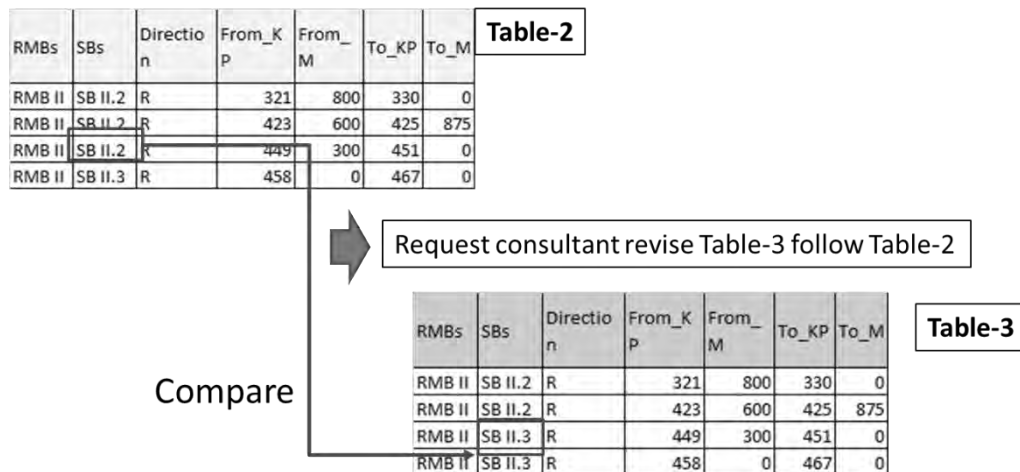 Table-2
RMBs SBs Directio n From_K P From_ M To_KP To_M
RMB II SB II.2 R 321 800 330 0
RMB II SB II.2 R 423 600 425 875
RMB II SB II.2 R 449 300 451 0
RMB II SB II.3 R 458 0 467 0
Request consultant revise Table-3 follow Table-2
Table-3
RMBs SBs Directio n From_K P From_ M To_KP To_M
RMB II SB II.2 R 321 800 330 0
RMB II SB II.2 R 423 600 425 875
Compare
RMB II SB II.3 R 449 300 451 0
RMB II SB II.3 R 458 0 467 0